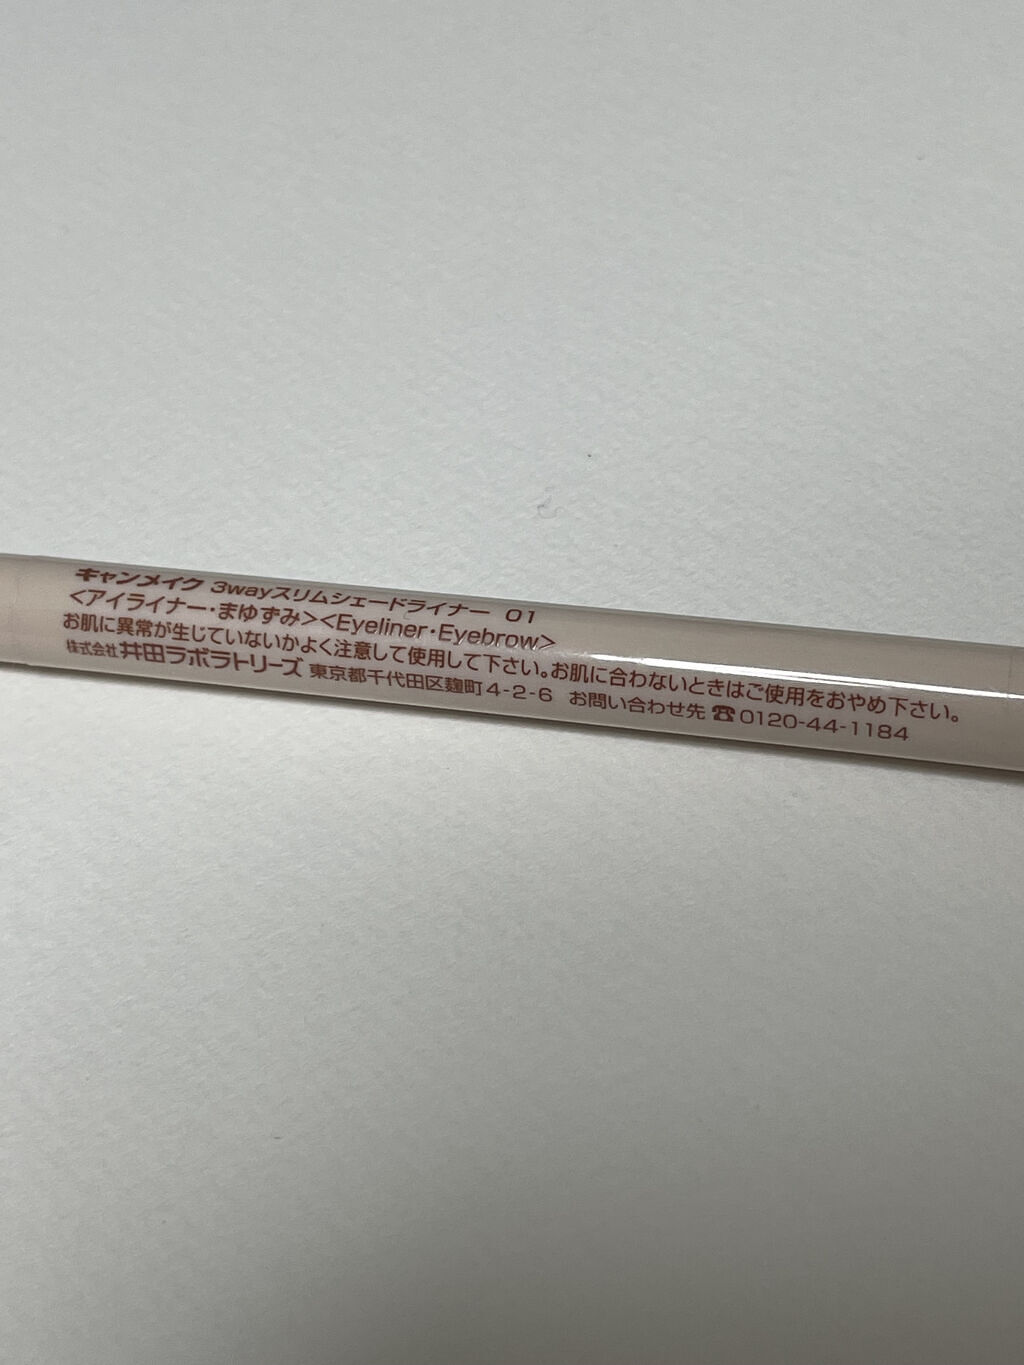 キャンメイク 3wayスリムシェードライナー 01
<アイライナー・まゆずみ><Eyeliner・Eyebrow>
お肌に異常が生じていないかよく注意して使用して下さい。お肌に合わないときはご使用をおやめ下さい。
株式会社 井田ラボラトリーズ 東京都千代田区麹町4-2-6 お問い合わせ先 ☎0120-44-1184